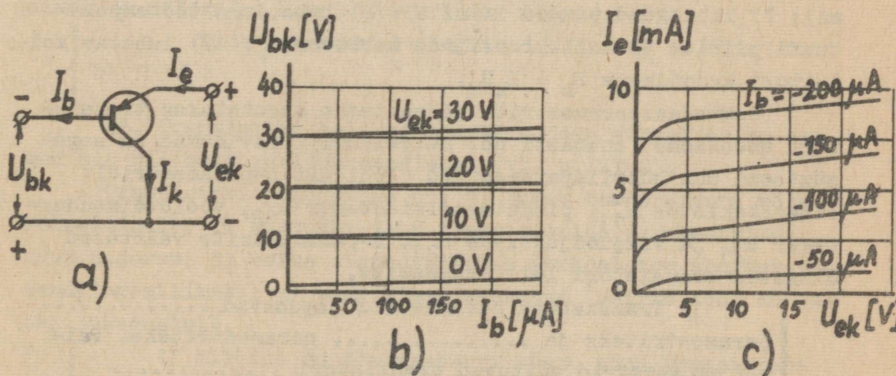 I_b
I_e
-
+
U_bk
U_ek
I_k
+
-
a)
U_bk [V]
40
30
20
10
0
U_ek = 30 V
20 V
10 V
0 V
50
100
150
I_b [μA]
b)
I_e [mA]
10
5
0
I_b = -200 μA
-150 μA
-100 μA
-50 μA
5
10
15
U_ek [V]
c)